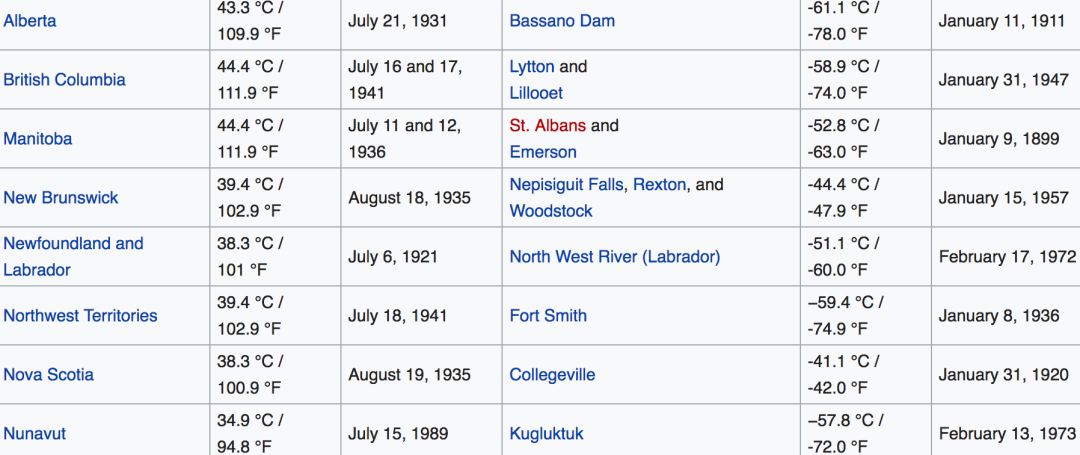 Alberta
43.3 °C /
109.9 °F
July 21, 1931
Bassano Dam
-61.1 °C /
-78.0 °F
January 11, 1911
British Columbia
44.4 °C /
111.9 °F
July 16 and 17,
1941
Lytton and
Lillooet
-58.9 °C /
-74.0 °F
January 31, 1947
Manitoba
44.4 °C /
111.9 °F
July 11 and 12,
1936
St. Albans and
Emerson
-52.8 °C /
-63.0 °F
January 9, 1899
New Brunswick
39.4 °C /
102.9 °F
August 18, 1935
Nepisiguit Falls, Rexton, and
Woodstock
-44.4 °C /
-47.9 °F
January 15, 1957
Newfoundland and
Labrador
38.3 °C /
101 °F
July 6, 1921
North West River (Labrador)
-51.1 °C /
-60.0 °F
February 17, 1972
Northwest Territories
39.4 °C /
102.9 °F
July 18, 1941
Fort Smith
–59.4 °C /
-74.9 °F
January 8, 1936
Nova Scotia
38.3 °C /
100.9 °F
August 19, 1935
Collegeville
-41.1 °C /
-42.0 °F
January 31, 1920
Nunavut
34.9 °C /
94.8 °F
July 15, 1989
Kugluktuk
–57.8 °C /
-72.0 °F
February 13, 1973